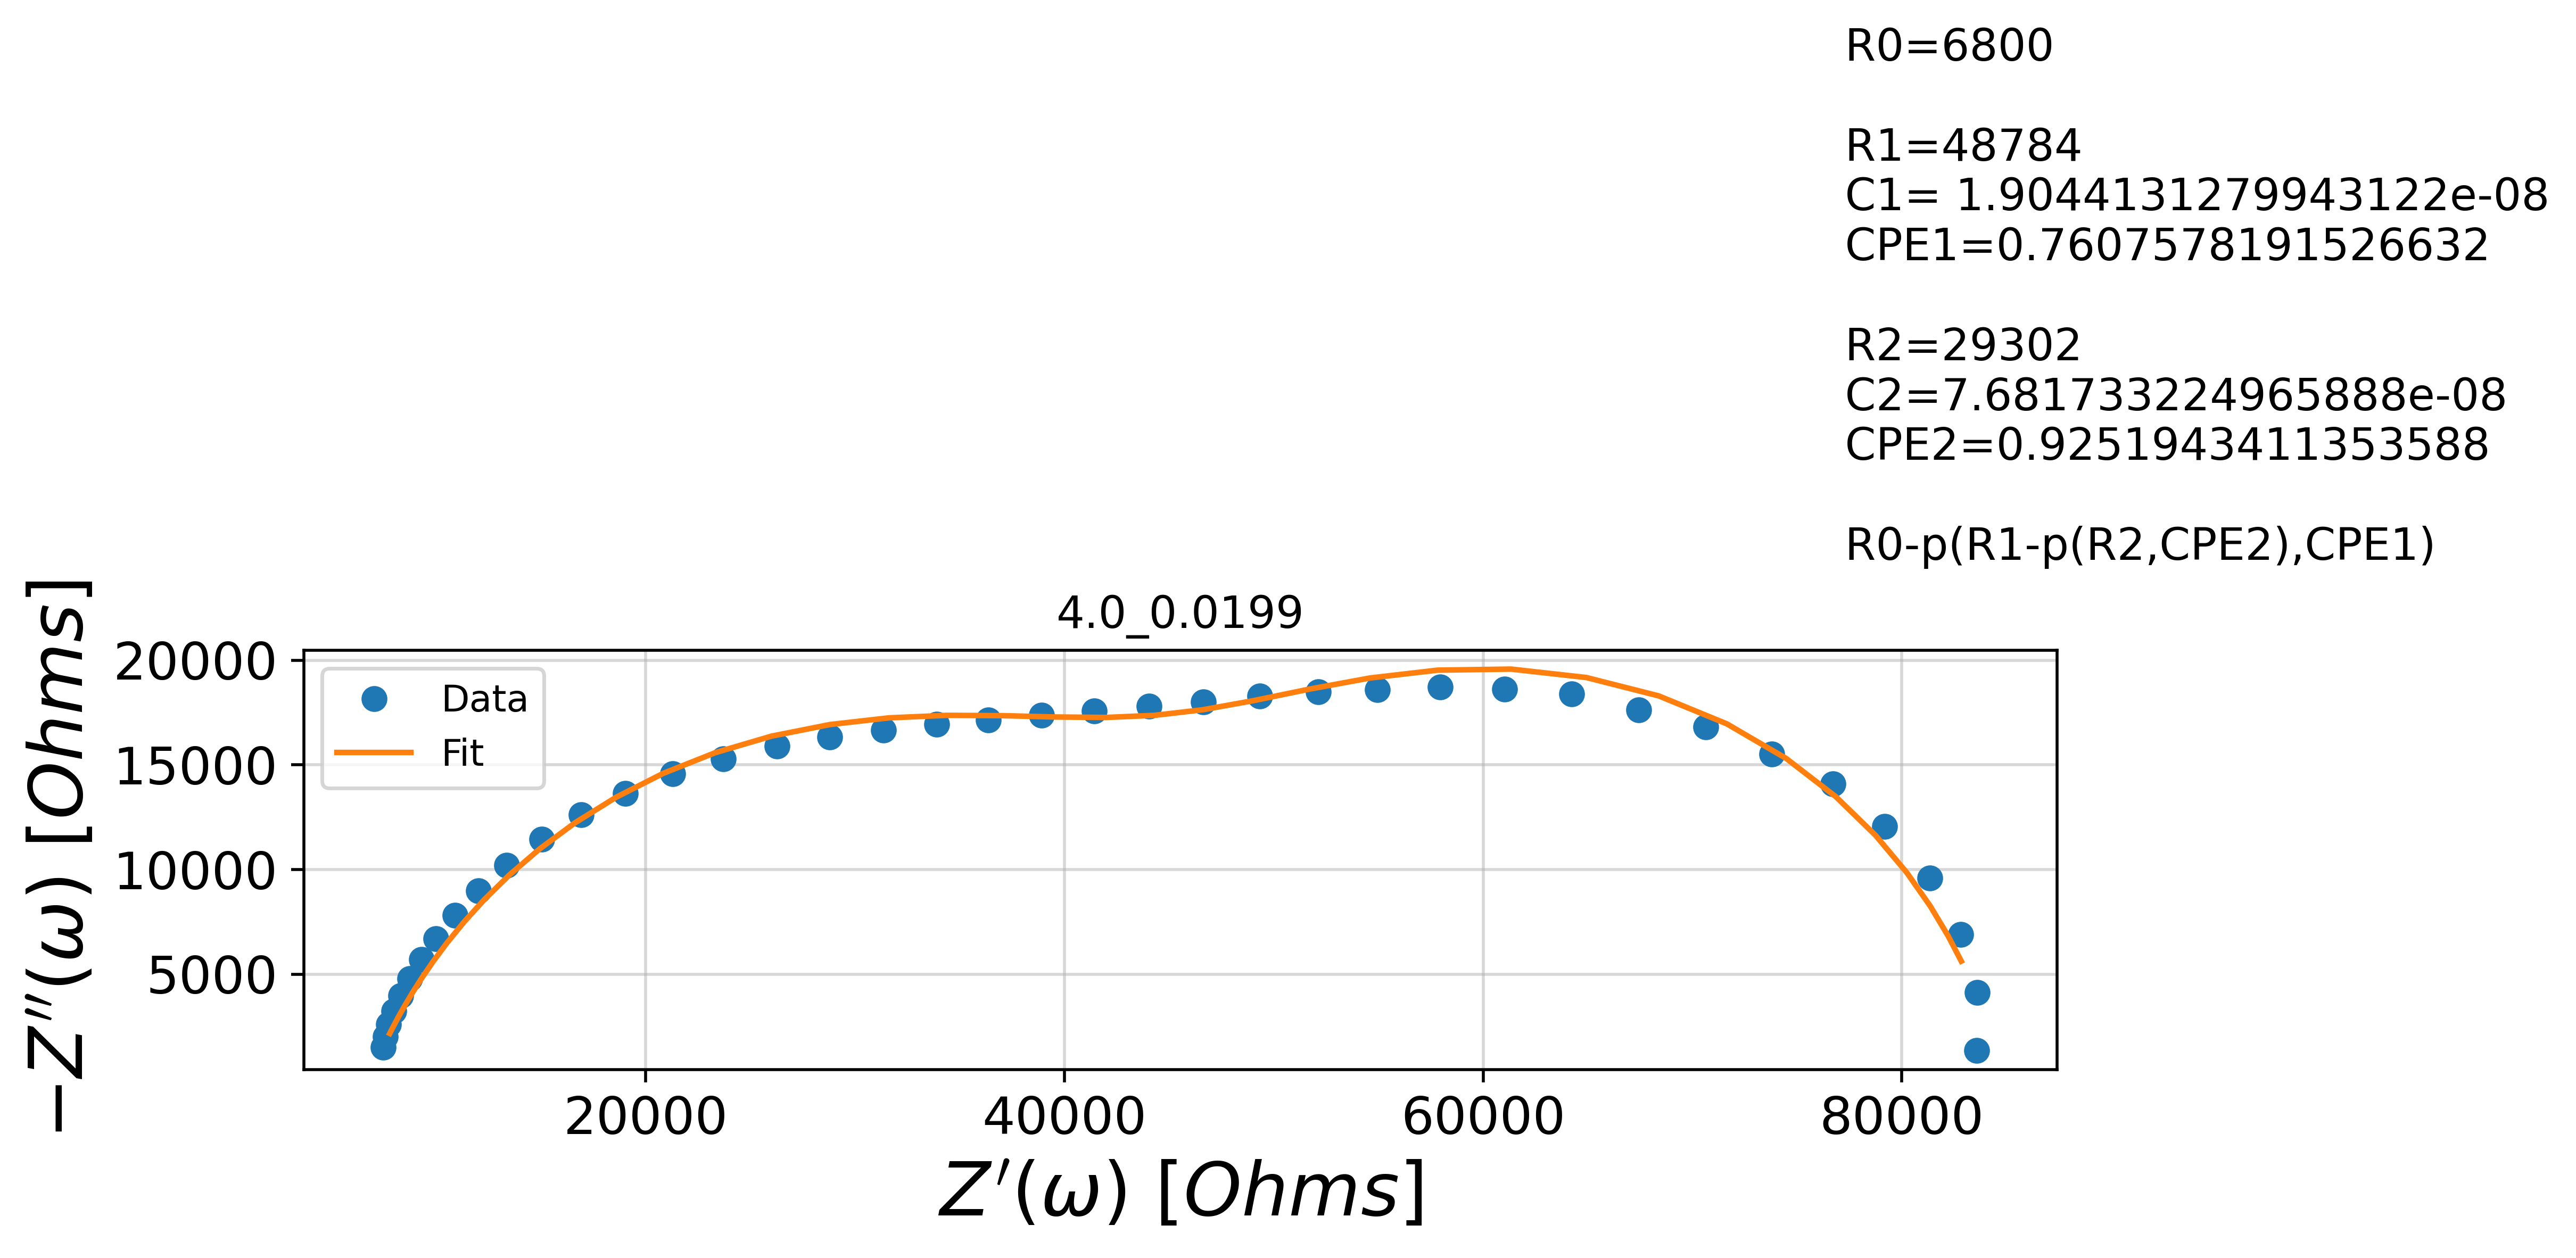 R0=6800
R1=48784
C1= 1.9044131279943122e-08
CPE1=0.7607578191526632
R2=29302
C2=7.6817332249658888e-08
CPE2=0.9251943411353588
R0-p(R1-p(R2,CPE2),CPE1)
4.0_0.0199
−Z′′(ω) [Ohms]
20000
15000
10000
5000
Data
Fit
20000 40000 60000 80000
Z′(ω) [Ohms]